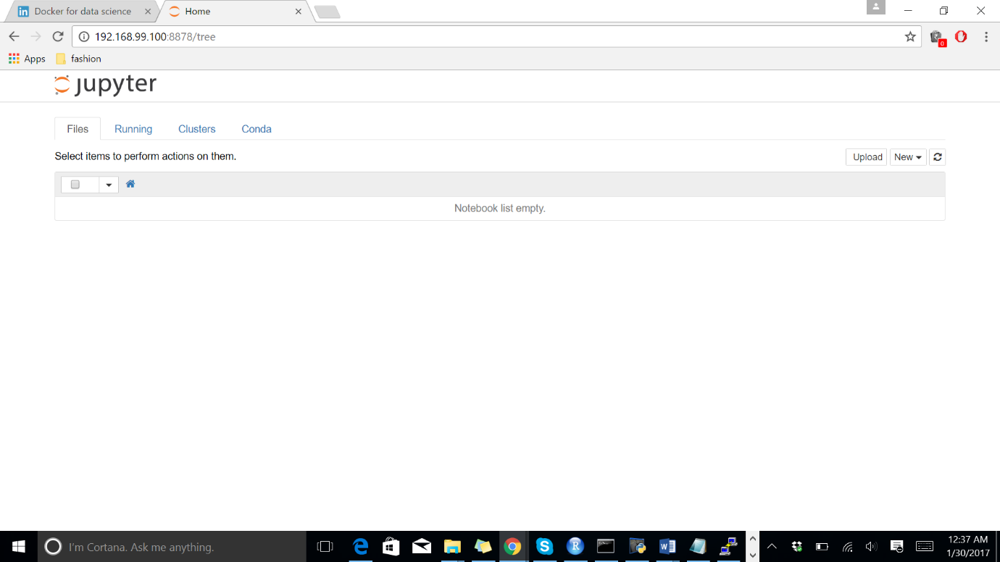 Docker for data science
Home
192.168.99.100:8878/tree
0
Apps
fashion
jupyter
Files
Running
Clusters
Conda
Select items to perform actions on them.
Upload
New
Notebook list empty.
I'm Cortana. Ask me anything.
12:37 AM
1/30/2017